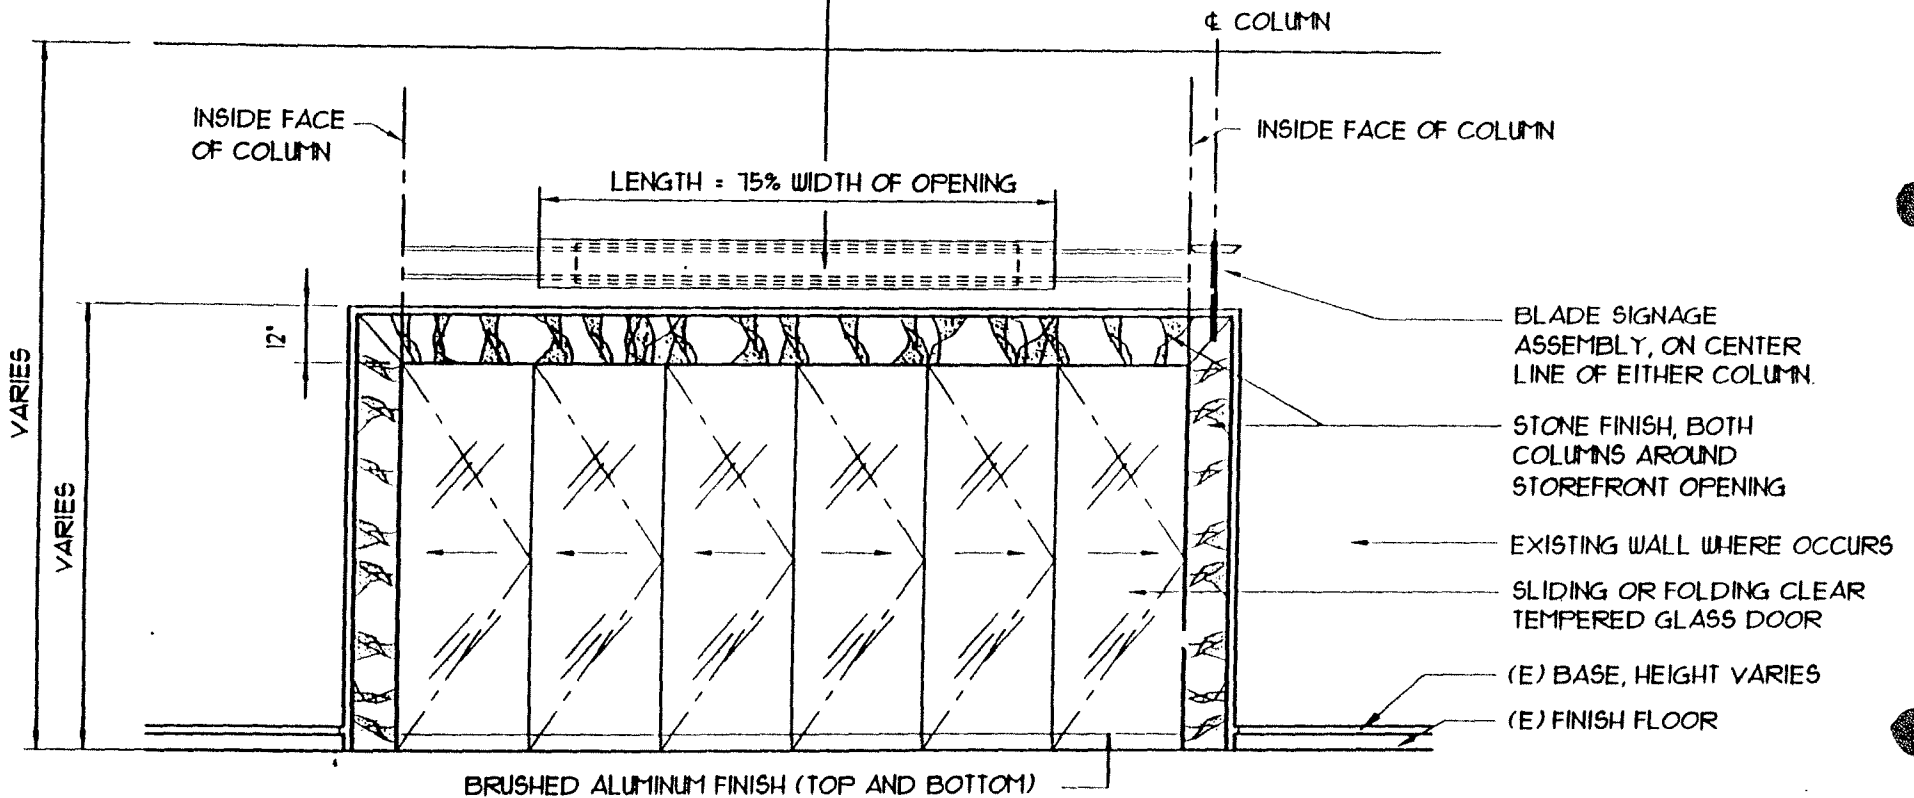 ℄ COLUMN
INSIDE FACE
OF COLUMN
INSIDE FACE OF COLUMN
LENGTH = 75% WIDTH OF OPENING
12"
VARIES
VARIES
BLADE SIGNAGE
ASSEMBLY, ON CENTER
LINE OF EITHER COLUMN.
STONE FINISH, BOTH
COLUMNS AROUND
STOREFRONT OPENING
EXISTING WALL WHERE OCCURS
SLIDING OR FOLDING CLEAR
TEMPERED GLASS DOOR
(E) BASE, HEIGHT VARIES
(E) FINISH FLOOR
BRUSHED ALUMINUM FINISH (TOP AND BOTTOM)